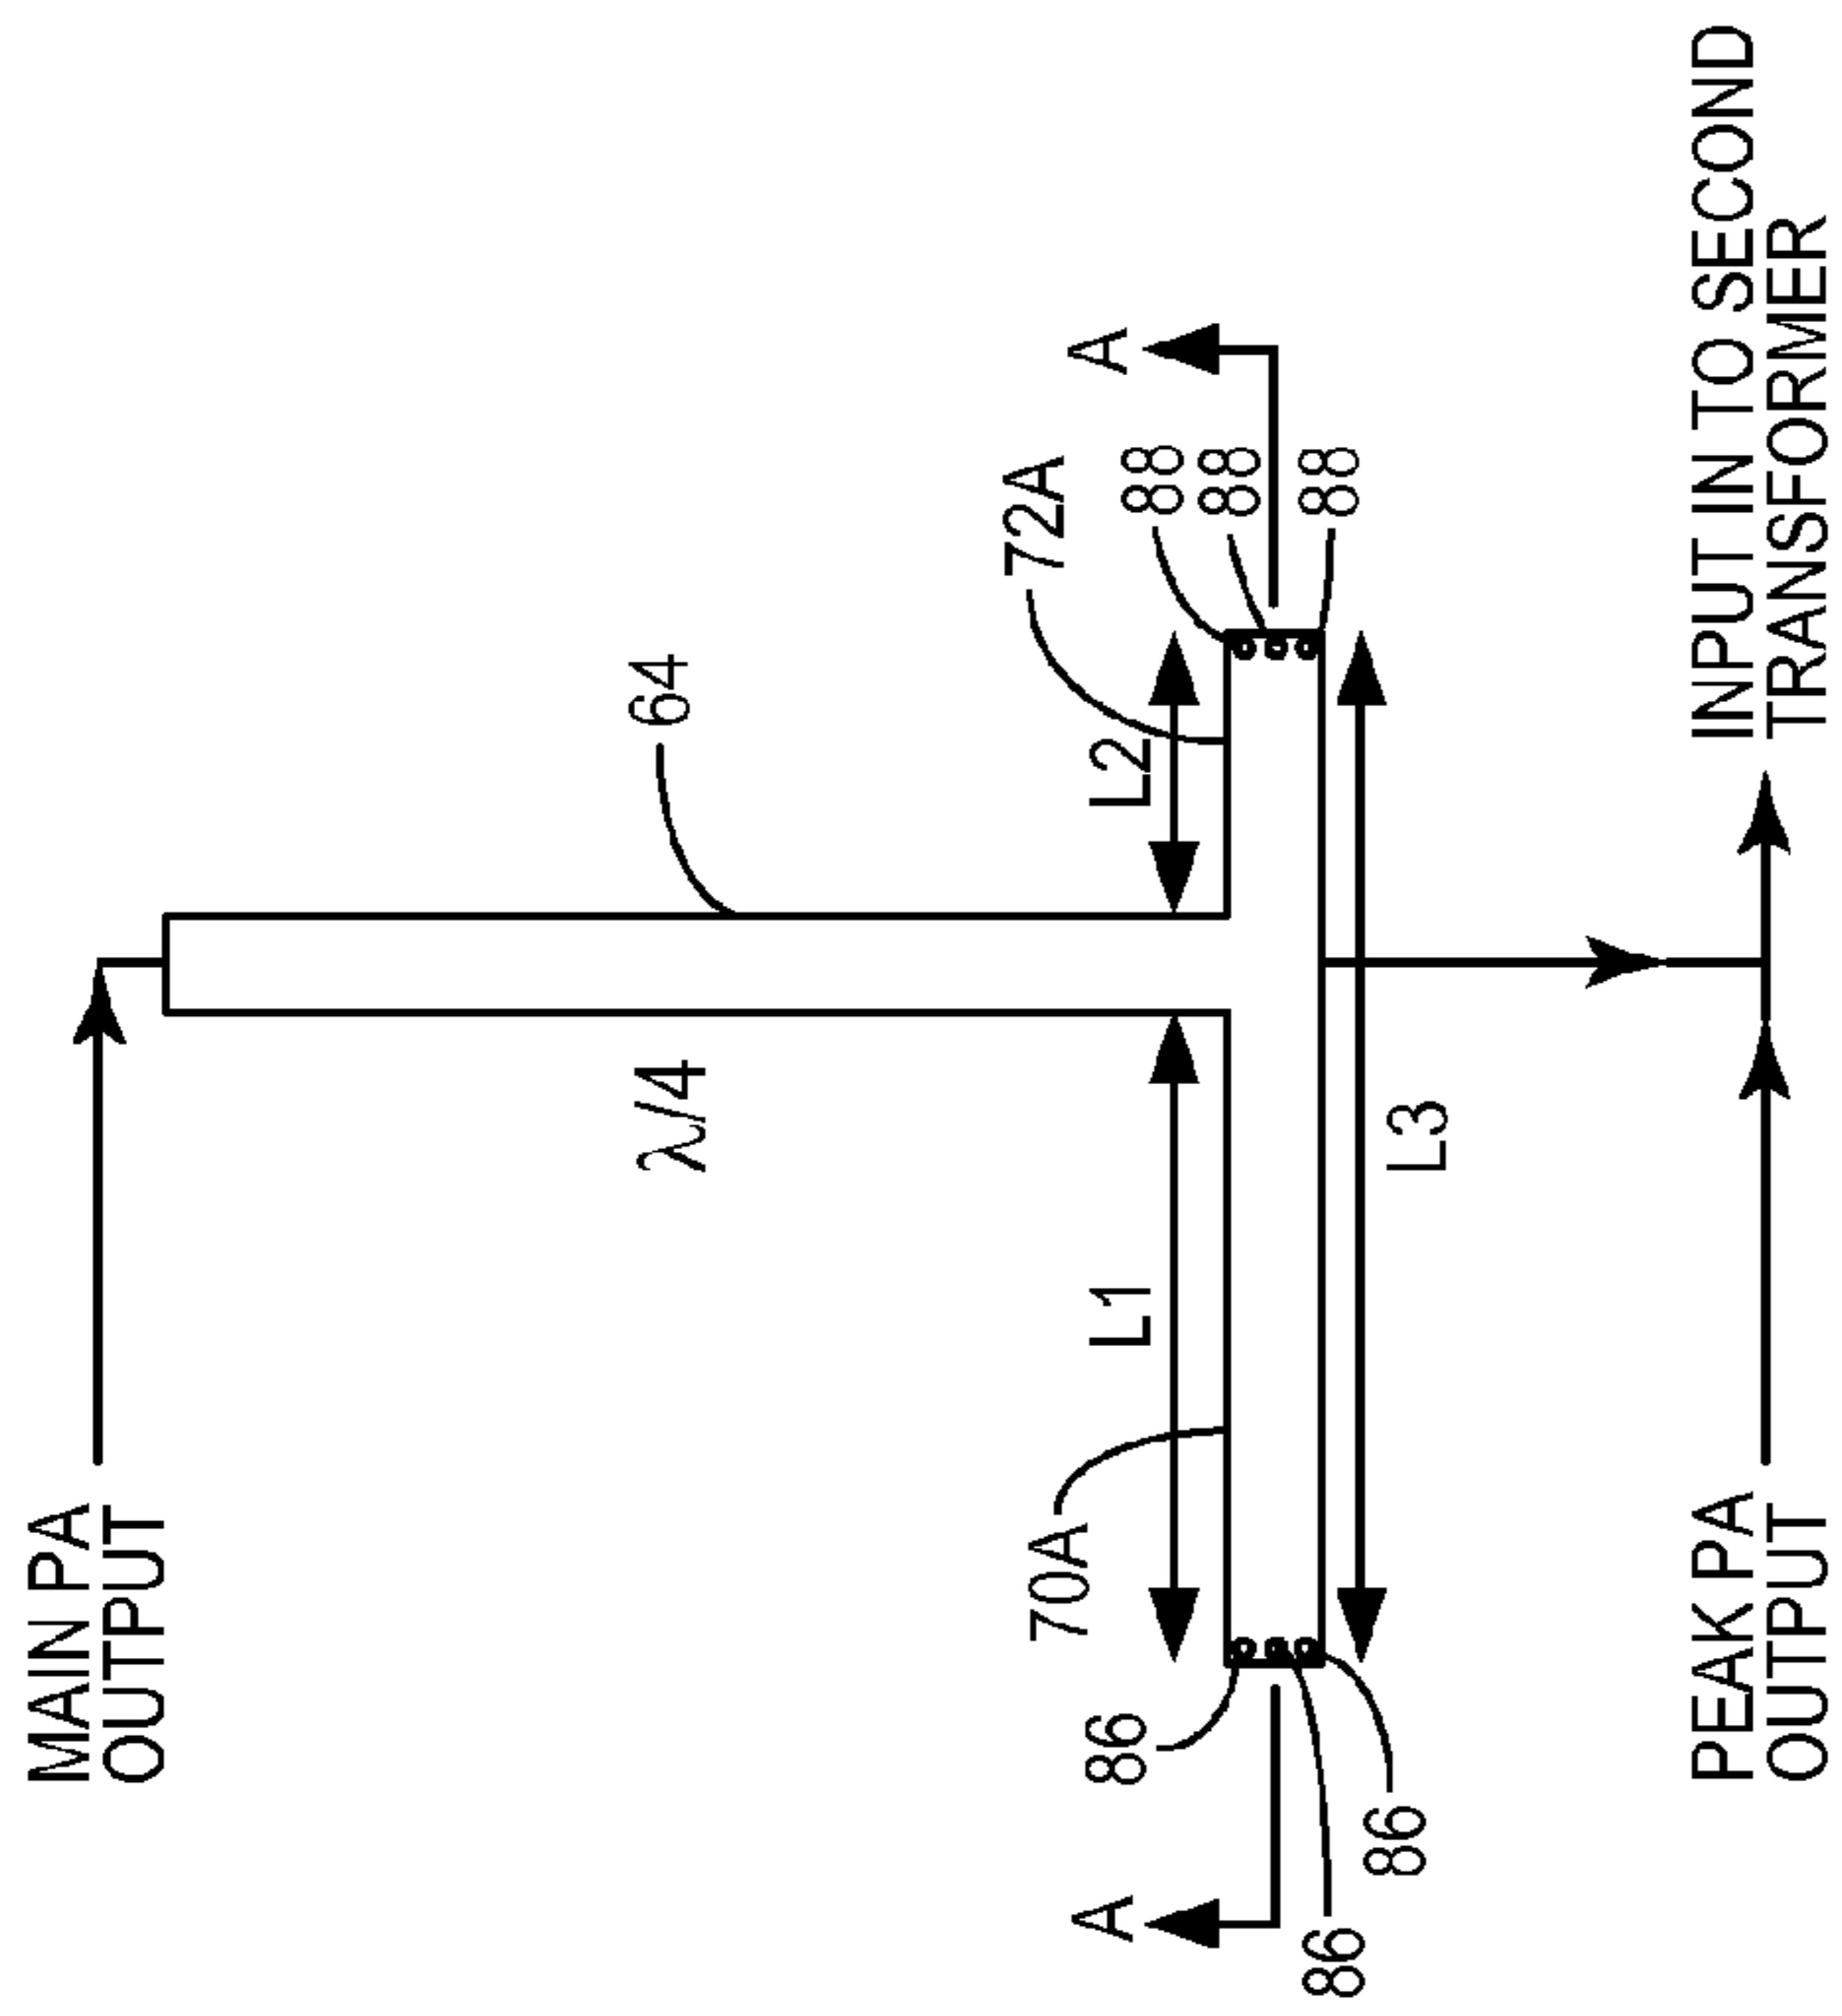 MAIN PA
OUTPUT
λ/4
64
A
72A
88
88
88
L2
L1
70A
L3
86
86
86
A
PEAK PA
OUTPUT
INPUT IN TO SECOND
TRANSFORMER